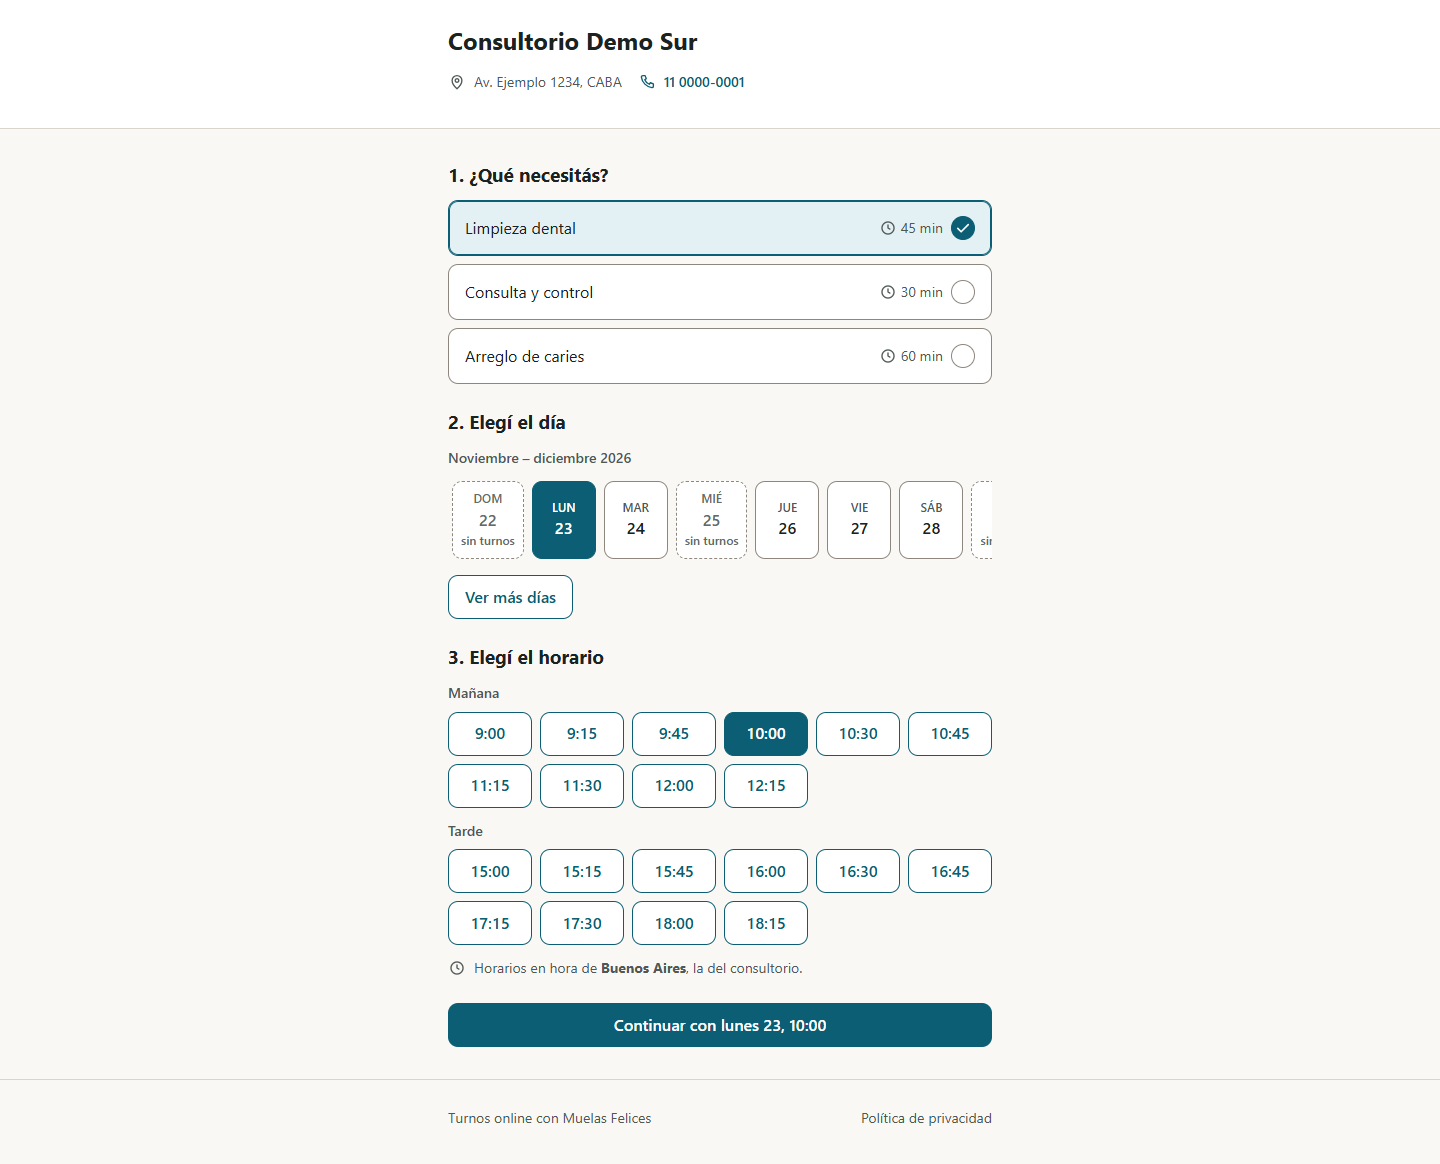 Consultorio Demo Sur
Av. Ejemplo 1234, CABA 11 0000-0001
1. ¿Qué necesitás?
Limpieza dental 45 min
Consulta y control 30 min
Arreglo de caries 60 min
2. Elegí el día
Noviembre – diciembre 2026
DOM LUN MAR MIÉ JUE VIE SÁB
22 23 24 25 26 27 28
sin turnos sin turnos
Ver más días
3. Elegí el horario
Mañana
9:00 9:15 9:45 10:00 10:30 10:45
11:15 11:30 12:00 12:15
Tarde
15:00 15:15 15:45 16:00 16:30 16:45
17:15 17:30 18:00 18:15
Horarios en hora de Buenos Aires, la del consultorio.
Continuar con lunes 23, 10:00
Turnos online con Muelas Felices Política de privacidad